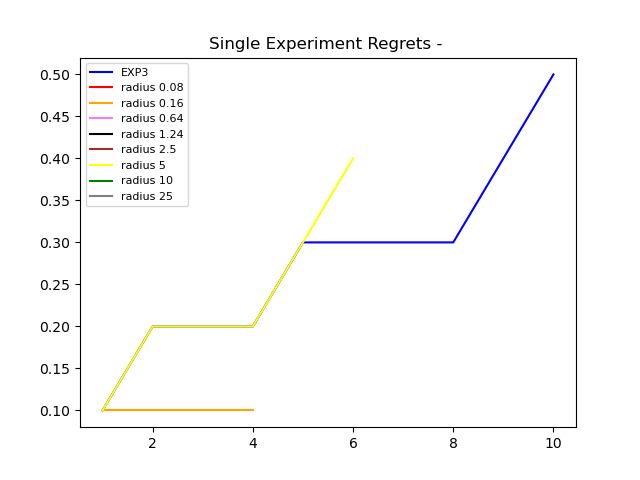 Single Experiment Regrets -
0.50
0.45
0.40
0.35
0.30
0.25
0.20
0.15
0.10
EXP3
radius 0.08
radius 0.16
radius 0.64
radius 1.24
radius 2.5
radius 5
radius 10
radius 25
2 4 6 8 10